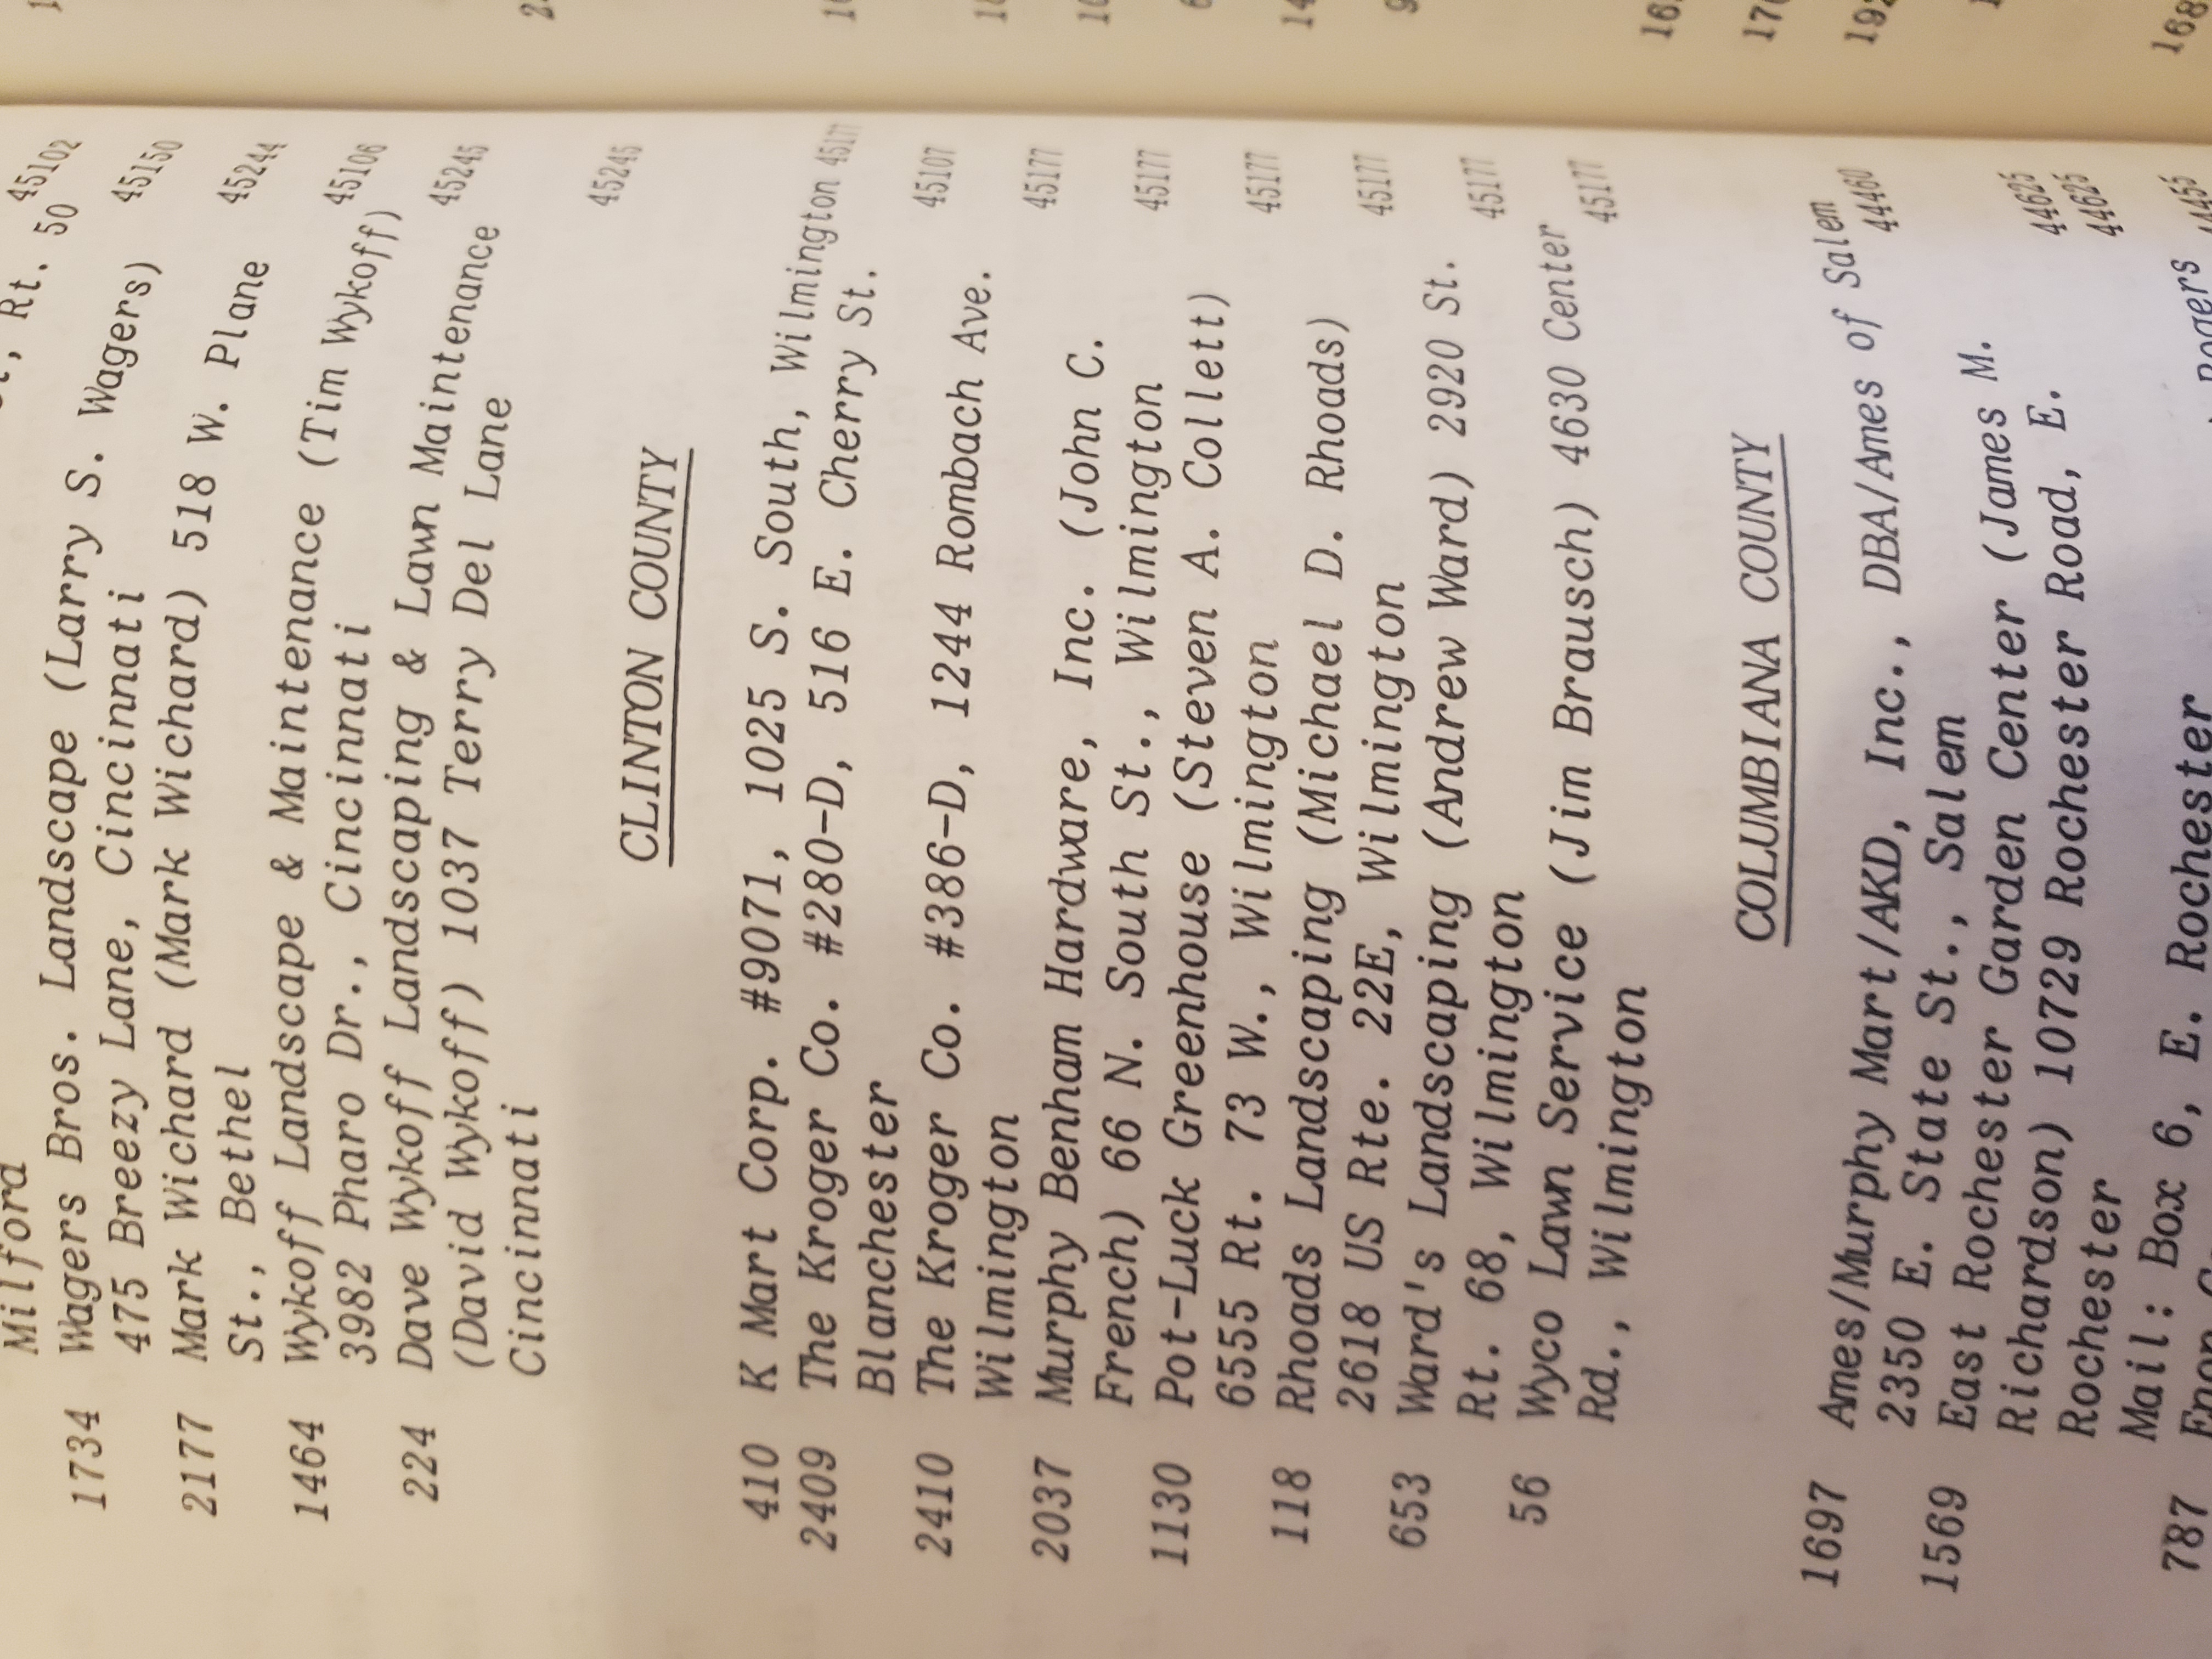 Milford
1734 Wagers Bros. Landscape (Larry S. Wagers)
475 Breezy Lane, Cincinnati 45150
2177 Mark Wichard (Mark Wichard) 518 W. Plane
St., Bethel
1464 Wykoff Landscape & Maintenance (Tim Wykoff)
3982 Pharo Dr., Cincinnati
224 Dave Wykoff Landscaping & Lawn Maintenance
(David Wykoff) 1037 Terry Del Lane
Cincinnati 45245
CLINTON COUNTY
410 K Mart Corp. #9071, 1025 S. South, Wilmington 45177
2409 The Kroger Co. #280-D, 516 E. Cherry St.
Blanchester 45107
2410 The Kroger Co. #386-D, 1244 Rombach Ave.
Wilmington 45177
2037 Murphy Benham Hardware, Inc. (John C.
French) 66 N. South St., Wilmington 45177
1130 Pot-Luck Greenhouse (Steven A. Collett)
6555 Rt. 73 W., Wilmington 45177
118 Rhoads Landscaping (Michael D. Rhoads)
2618 US Rte. 22E, Wilmington 45177
653 Ward's Landscaping (Andrew Ward) 2920 St.
Rt. 68, Wilmington 45177
56 Wyco Lawn Service (Jim Brausch) 4630 Center
Rd., Wilmington 45177
COLUMBIANA COUNTY
1697 Ames/Murphy Mart/AKD, Inc., DBA/Ames of Salem
2350 E. State St., Salem 44460
1569 East Rochester Garden Center (James M.
Richardson) 10729 Rochester Road, E.
Rochester 44625
Mail: Box 6, E. Rochester 44625
787